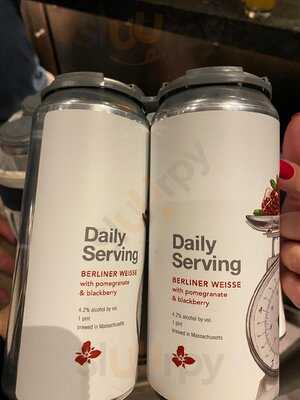 Daily
Serving
BERLINER WEISSE
with pomegranate
& blackberry
4.2% alcohol by vol.
1 pint
brewed in Massachusetts
Daily
Serving
BERLINER WEISSE
with pomegranate
& blackberry
4.2% alcohol by vol.
1 pint
brewed in Massachusetts